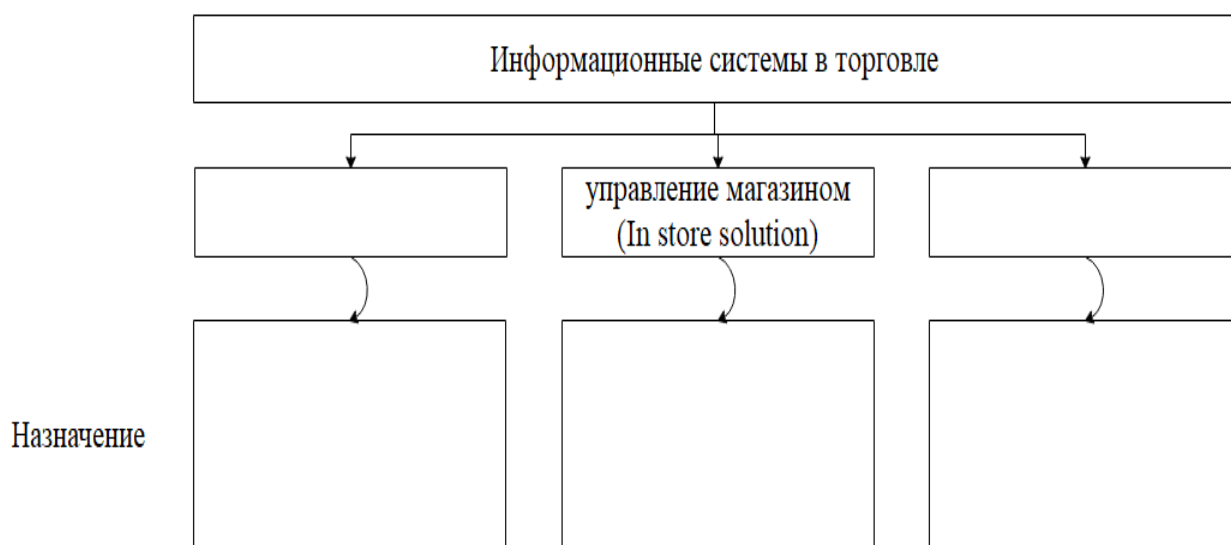 Информационные системы в торговле
управление магазином
(In store solution)
Назначение